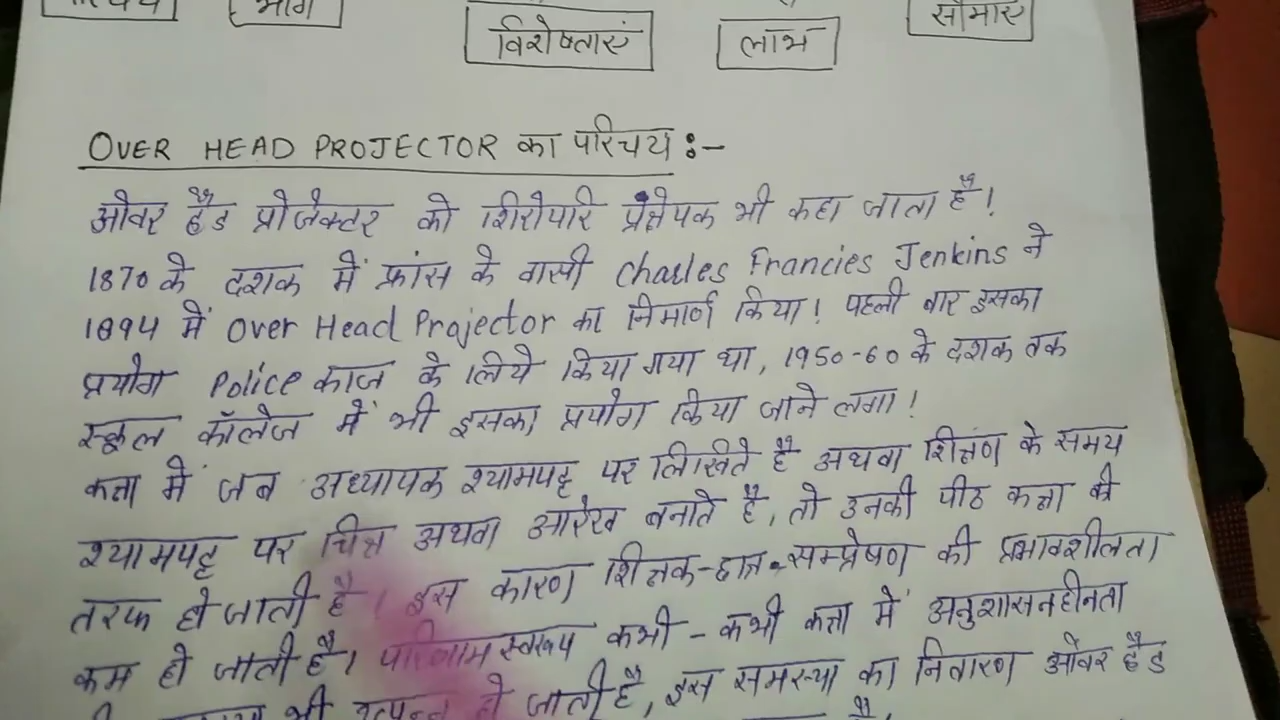 भाग
विशेषताएं
लाभ
सीमाएं
OVER HEAD PROJECTOR का परिचय :-
ओवर हैड प्रोजेक्टर को शिरोपरि प्रक्षेपक भी कहा जाता है!
1870 के दशक में फ्रांस के वासी Charles Francies Jenkins ने
1894 में Over Head Projector का निमार्ण किया! पहली बार इसका
प्रयोग Police काज के लिये किया गया था, 1950-60 के दशक तक
स्कूल कॉलेज में भी इसका प्रयोग किया जाने लगा!
कक्षा में जब अध्यापक श्यामपट्ट पर लिखते है अथवा शिक्षण के समय
श्यामपट्ट पर चित्र अथवा आरेख बनाते है, तो उनकी पीठ कक्षा की
तरफ हो जाती है। इस कारण शिक्षक-छात्र-सम्प्रेषण की प्रभावशीलता
कम हो जाती है। परिणामस्वरूप कभी - कभी कक्षा में अनुशासनहीनता
भी उत्पन्न हो जाती है, इस समस्या का निवारण ओवर हैड